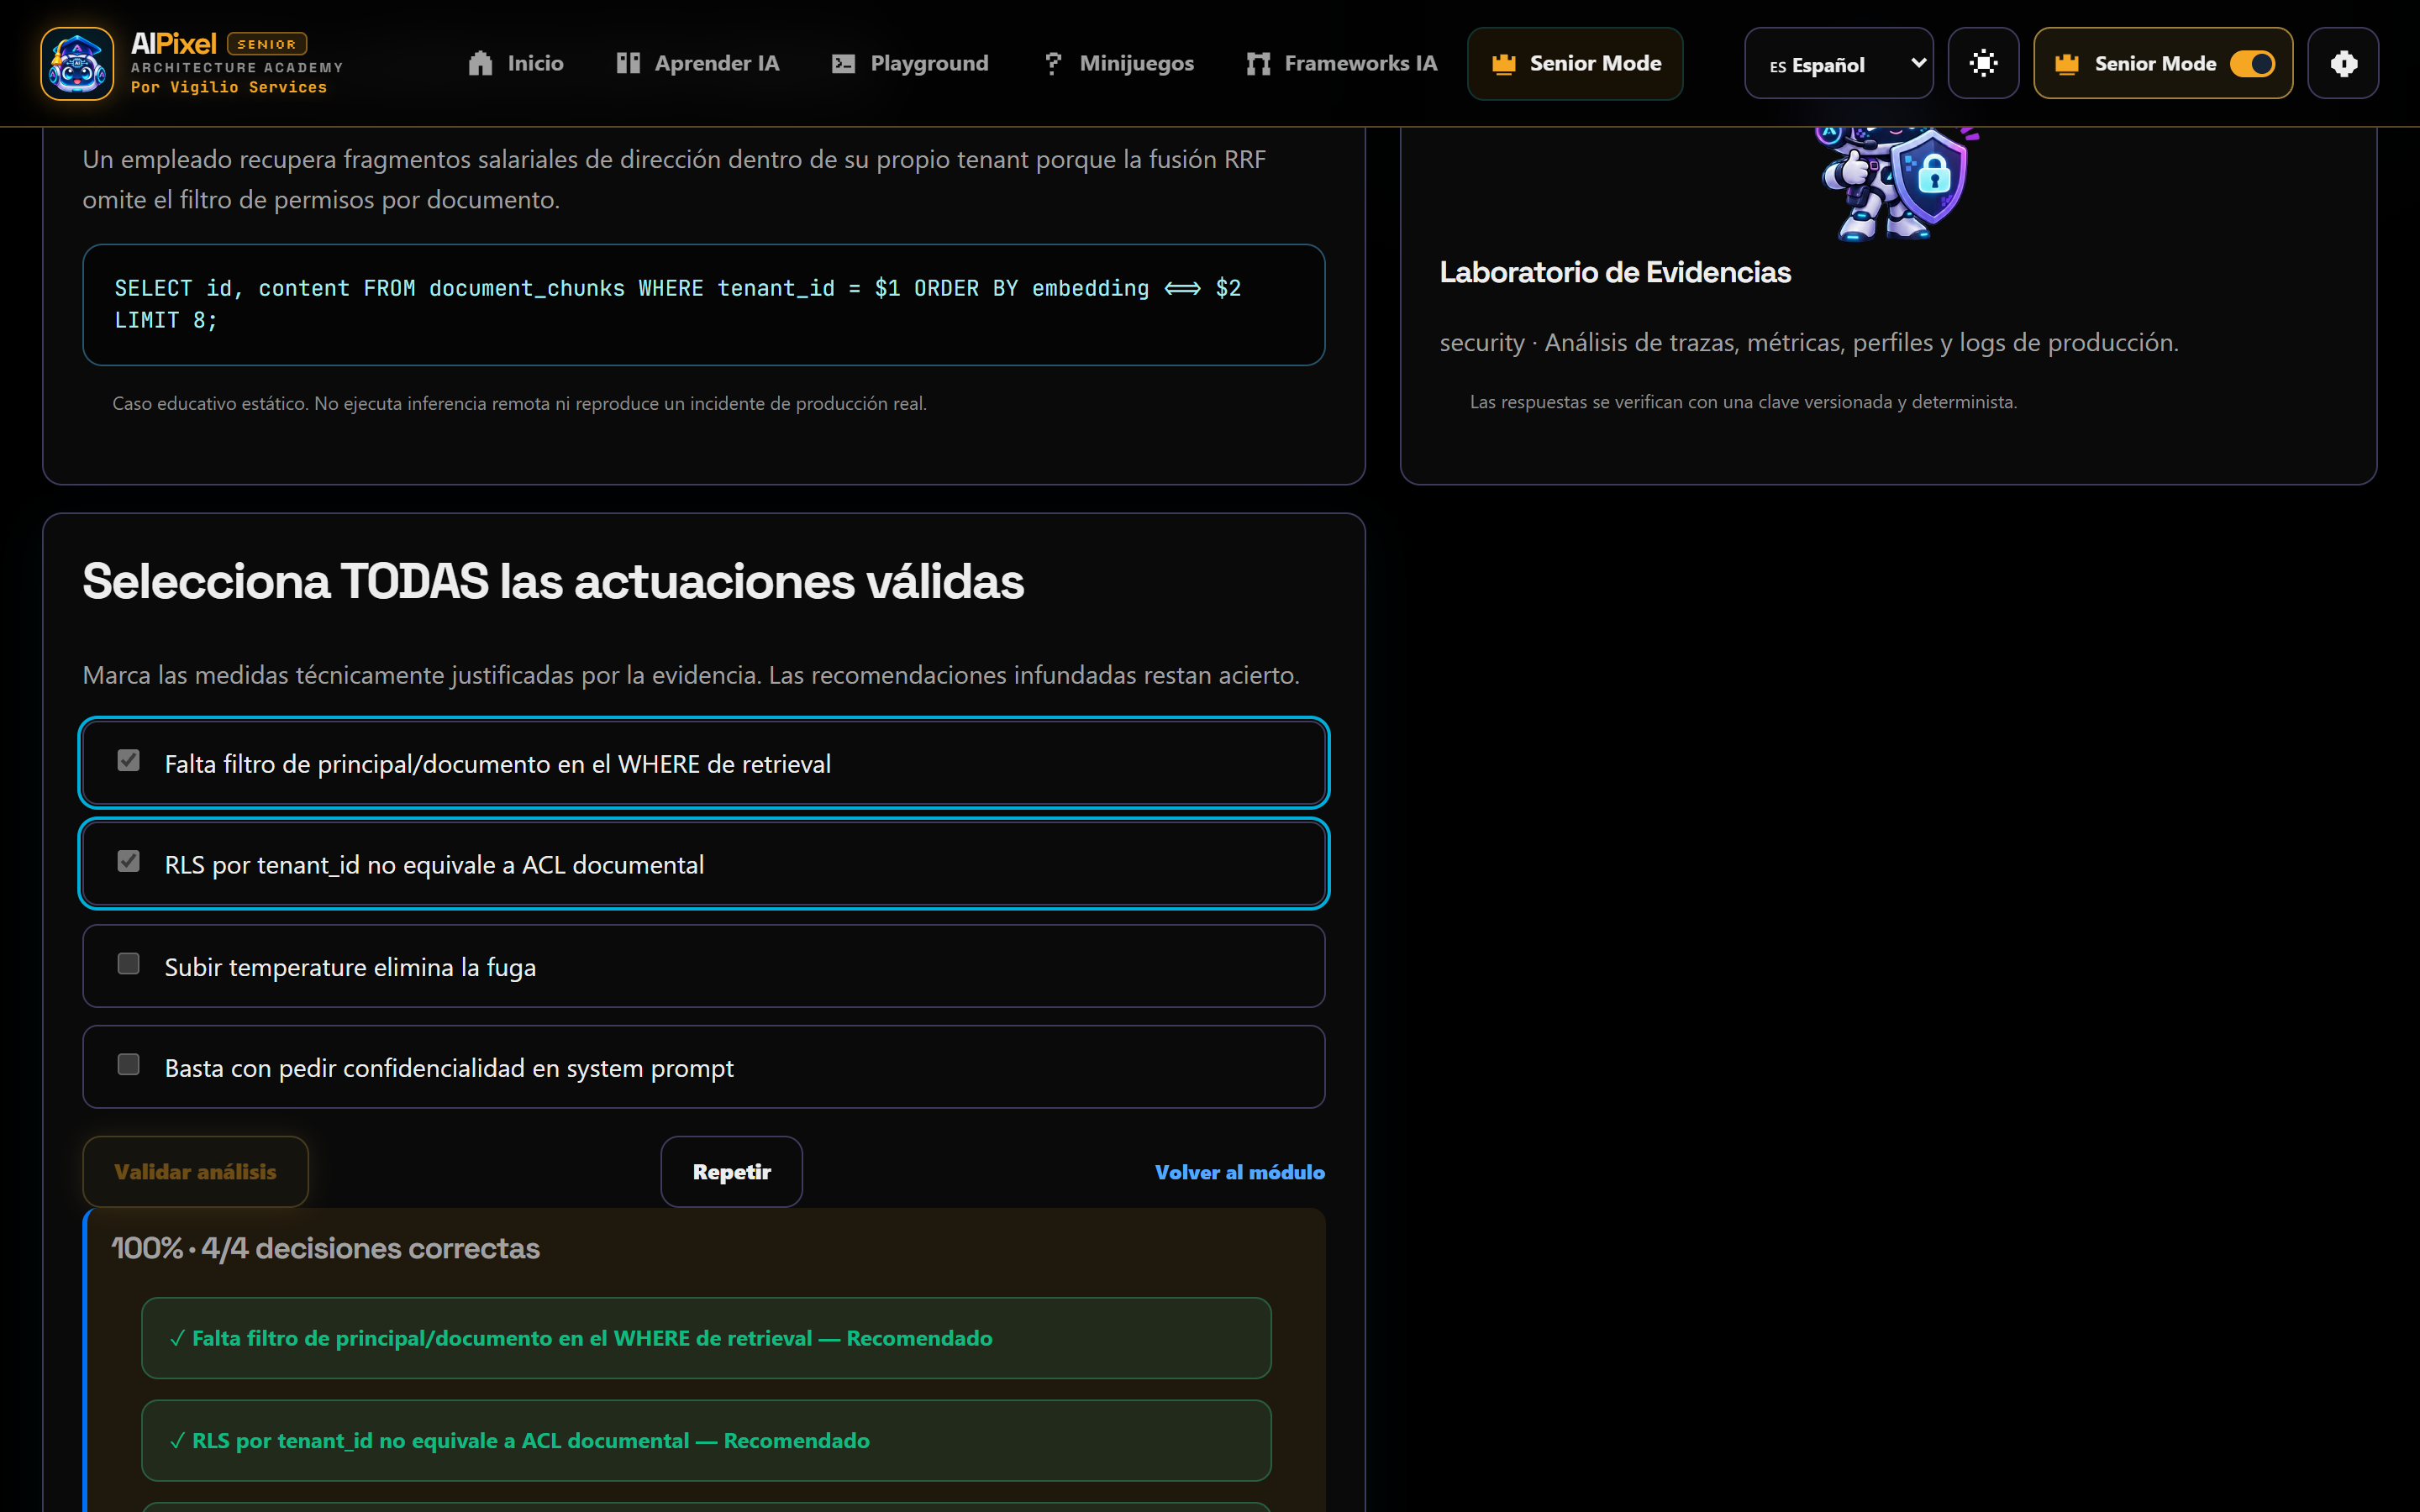 AIPixel SENIOR
ARCHITECTURE ACADEMY
Por Vigilio Services
Inicio
Aprender IA
Playground
Minijuegos
Frameworks IA
Senior Mode
ES Español
Senior Mode
Un empleado recupera fragmentos salariales de dirección dentro de su propio tenant porque la fusión RRF
omite el filtro de permisos por documento.
SELECT id, content FROM document_chunks WHERE tenant_id = $1 ORDER BY embedding <=> $2
LIMIT 8;
Caso educativo estático. No ejecuta inferencia remota ni reproduce un incidente de producción real.
Laboratorio de Evidencias
security · Análisis de trazas, métricas, perfiles y logs de producción.
Las respuestas se verifican con una clave versionada y determinista.
Selecciona TODAS las actuaciones válidas
Marca las medidas técnicamente justificadas por la evidencia. Las recomendaciones infundadas restan acierto.
Falta filtro de principal/documento en el WHERE de retrieval
RLS por tenant_id no equivale a ACL documental
Subir temperature elimina la fuga
Basta con pedir confidencialidad en system prompt
Validar análisis
Repetir
Volver al módulo
100% · 4/4 decisiones correctas
✓ Falta filtro de principal/documento en el WHERE de retrieval — Recomendado
✓ RLS por tenant_id no equivale a ACL documental — Recomendado